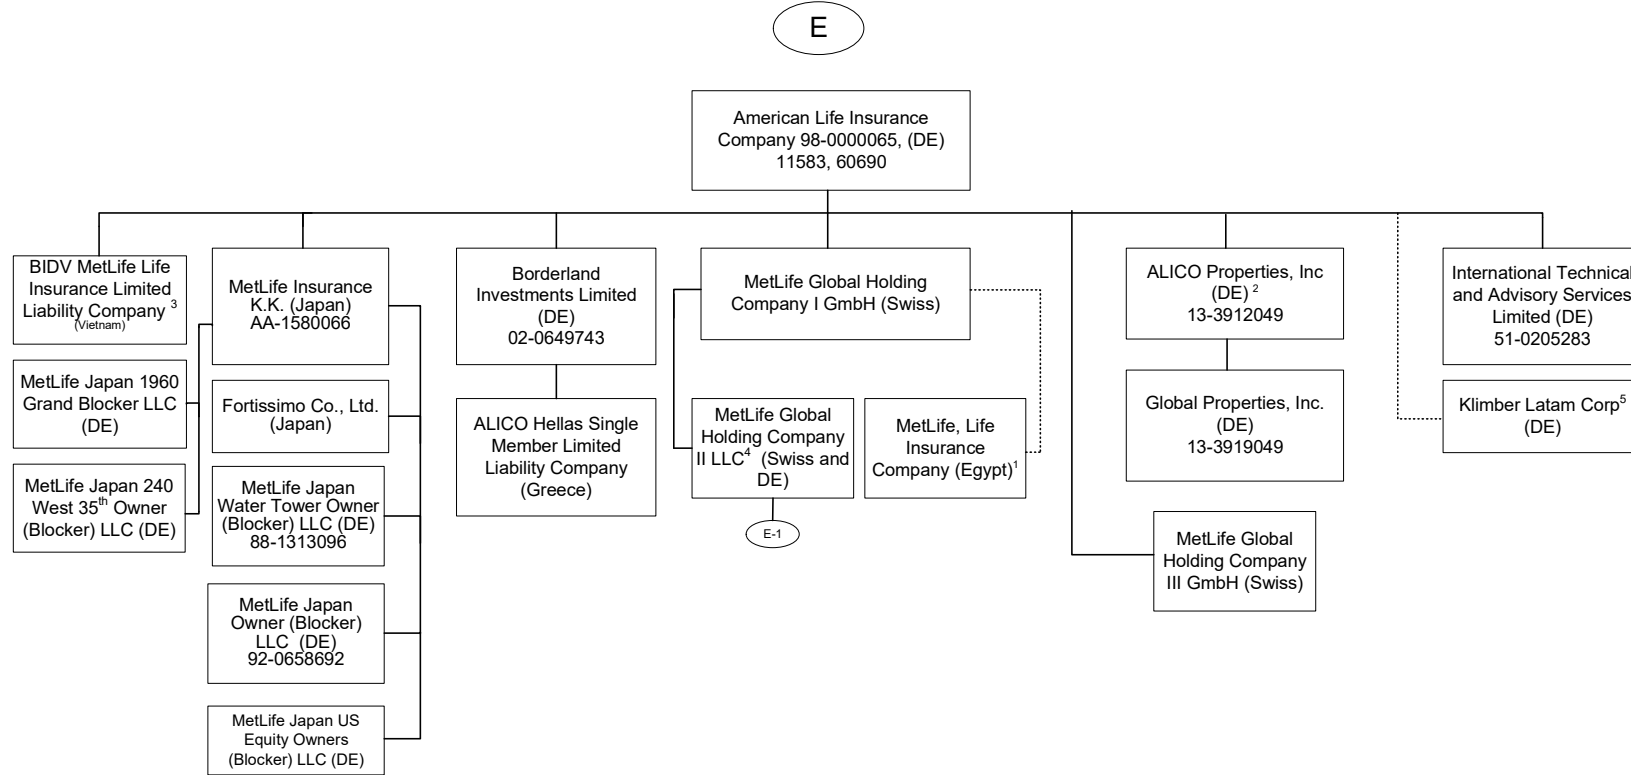 E
American Life Insurance
Company 98-0000065, (DE)
11583, 60690
BIDV MetLife Life
Insurance Limited
Liability Company 3
(Vietnam)
MetLife Insurance
K.K. (Japan)
AA-1580066
Borderland
Investments Limited
(DE)
02-0649743
MetLife Global Holding
Company I GmbH (Swiss)
ALICO Properties, Inc
(DE) 2
13-3912049
International Technical
and Advisory Services
Limited (DE)
51-0205283
MetLife Japan 1960
Grand Blocker LLC
(DE)
Fortissimo Co., Ltd.
(Japan)
ALICO Hellas Single
Member Limited
Liability Company
(Greece)
MetLife Global
Holding Company
II LLC4 (Swiss and
DE)
MetLife, Life
Insurance
Company (Egypt)1
Global Properties, Inc.
(DE)
13-3919049
Klimber Latam Corp5
(DE)
MetLife Japan 240
West 35th Owner
(Blocker) LLC (DE)
MetLife Japan
Water Tower Owner
(Blocker) LLC (DE)
88-1313096
E-1
MetLife Global
Holding Company
III GmbH (Swiss)
MetLife Japan
Owner (Blocker)
LLC (DE)
92-0658692
MetLife Japan US
Equity Owners
(Blocker) LLC (DE)